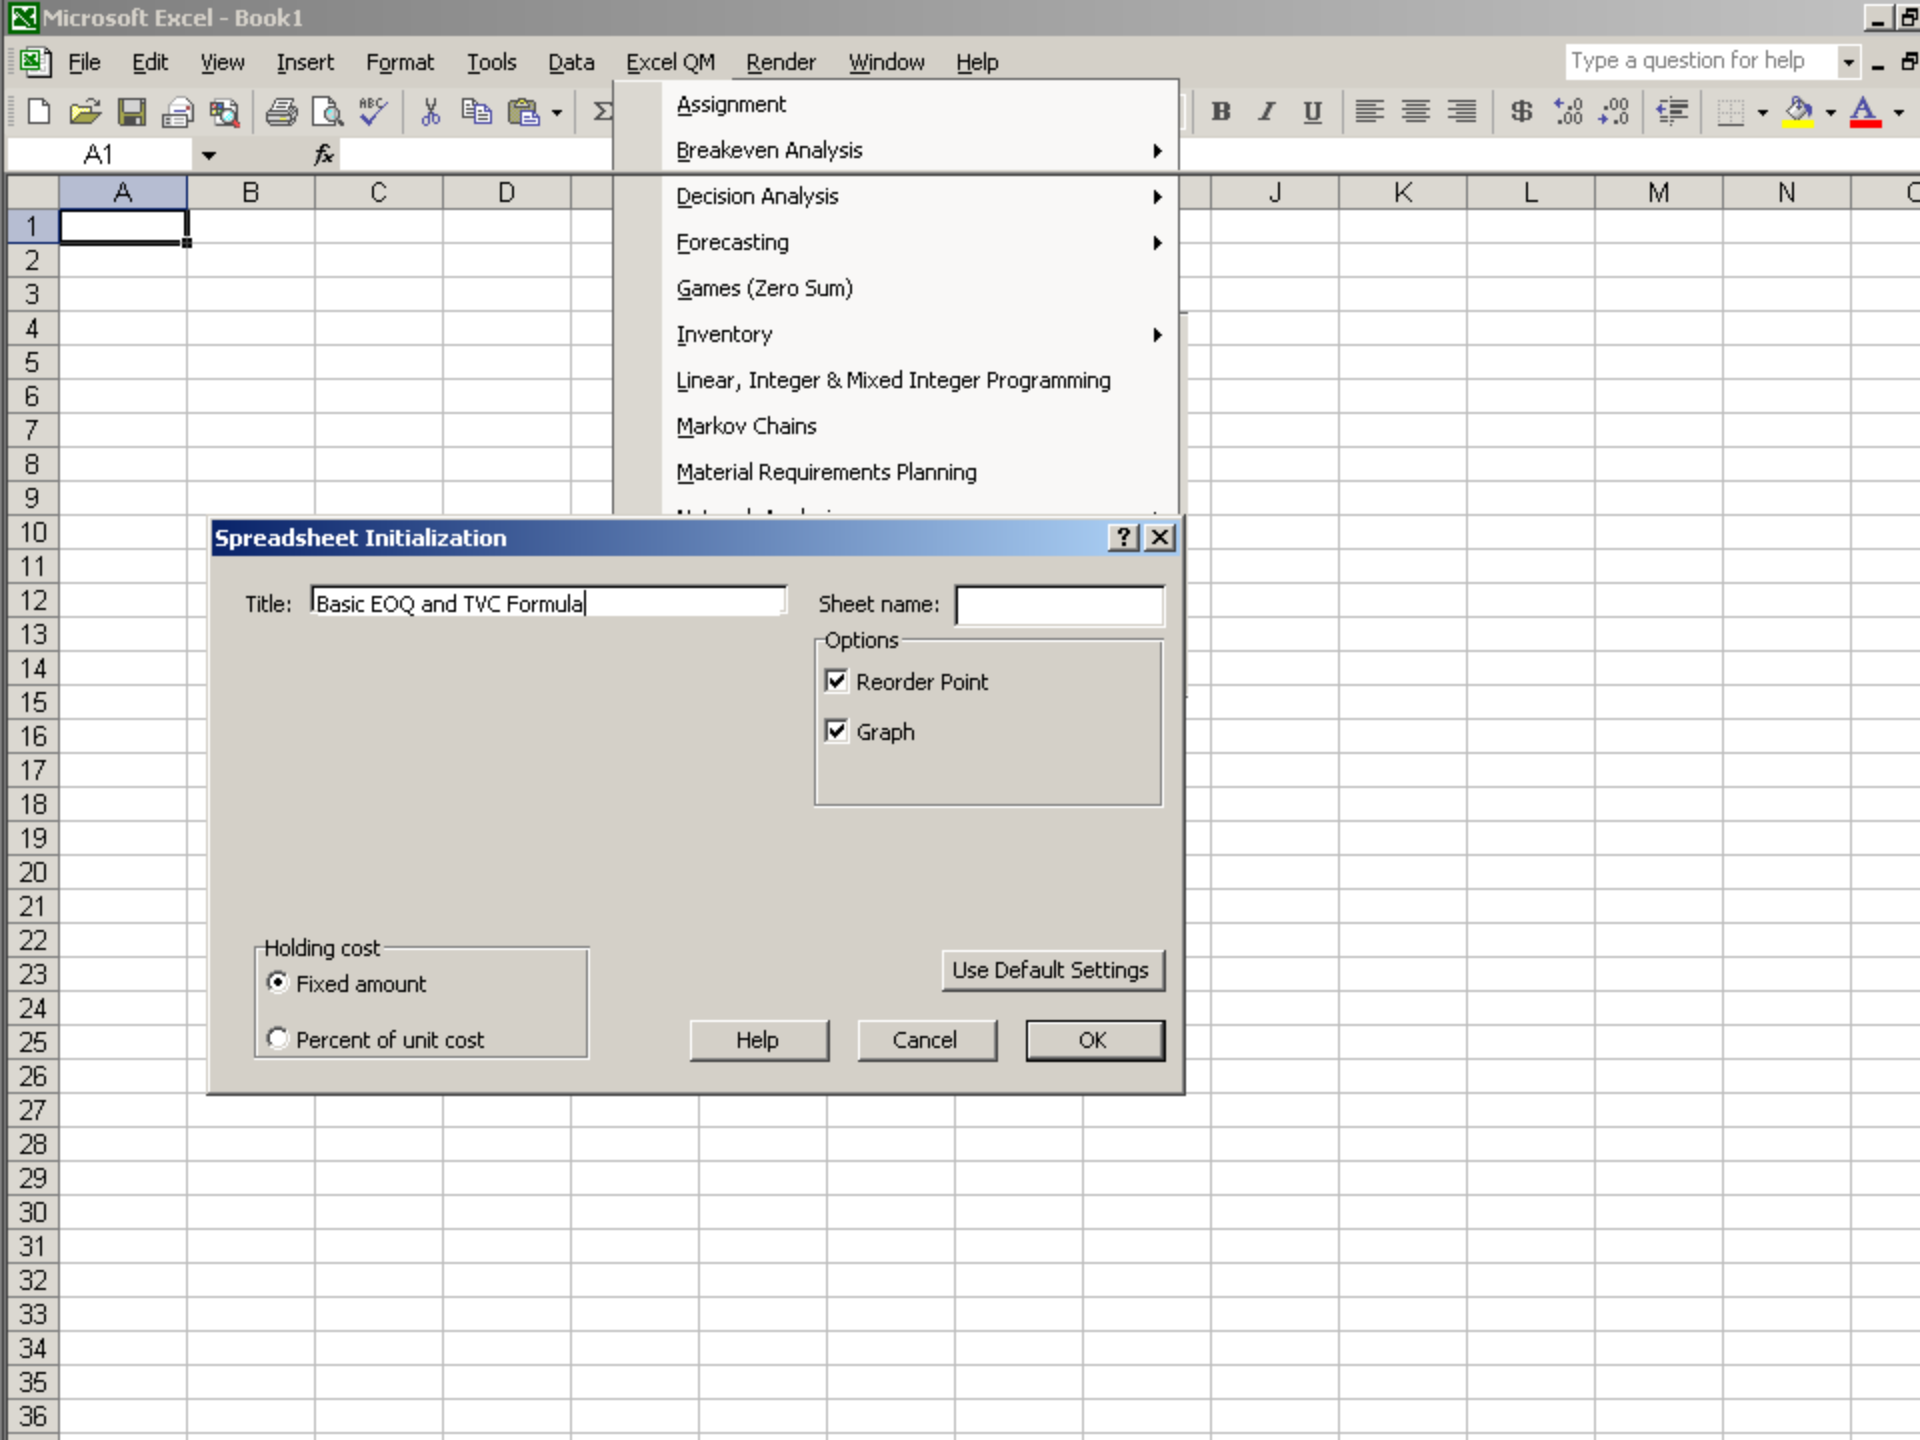 Microsoft Excel - Book1
File Edit View Insert Format Tools Data Excel QM Render Window Help Type a question for help
ABC Σ B I U $ .00 .00
A1 fx
Assignment
Breakeven Analysis
Decision Analysis
Forecasting
Games (Zero Sum)
Inventory
Linear, Integer & Mixed Integer Programming
Markov Chains
Material Requirements Planning
A B C D J K L M N
1
2
3
4
5
6
7
8
9
10
11
12
13
14
15
16
17
18
19
20
21
22
23
24
25
26
27
28
29
30
31
32
33
34
35
36
Spreadsheet Initialization
Title: Basic EOQ and TVC Formula Sheet name:
Options
Reorder Point
Graph
Holding cost
Fixed amount
Percent of unit cost
Use Default Settings
Help Cancel OK